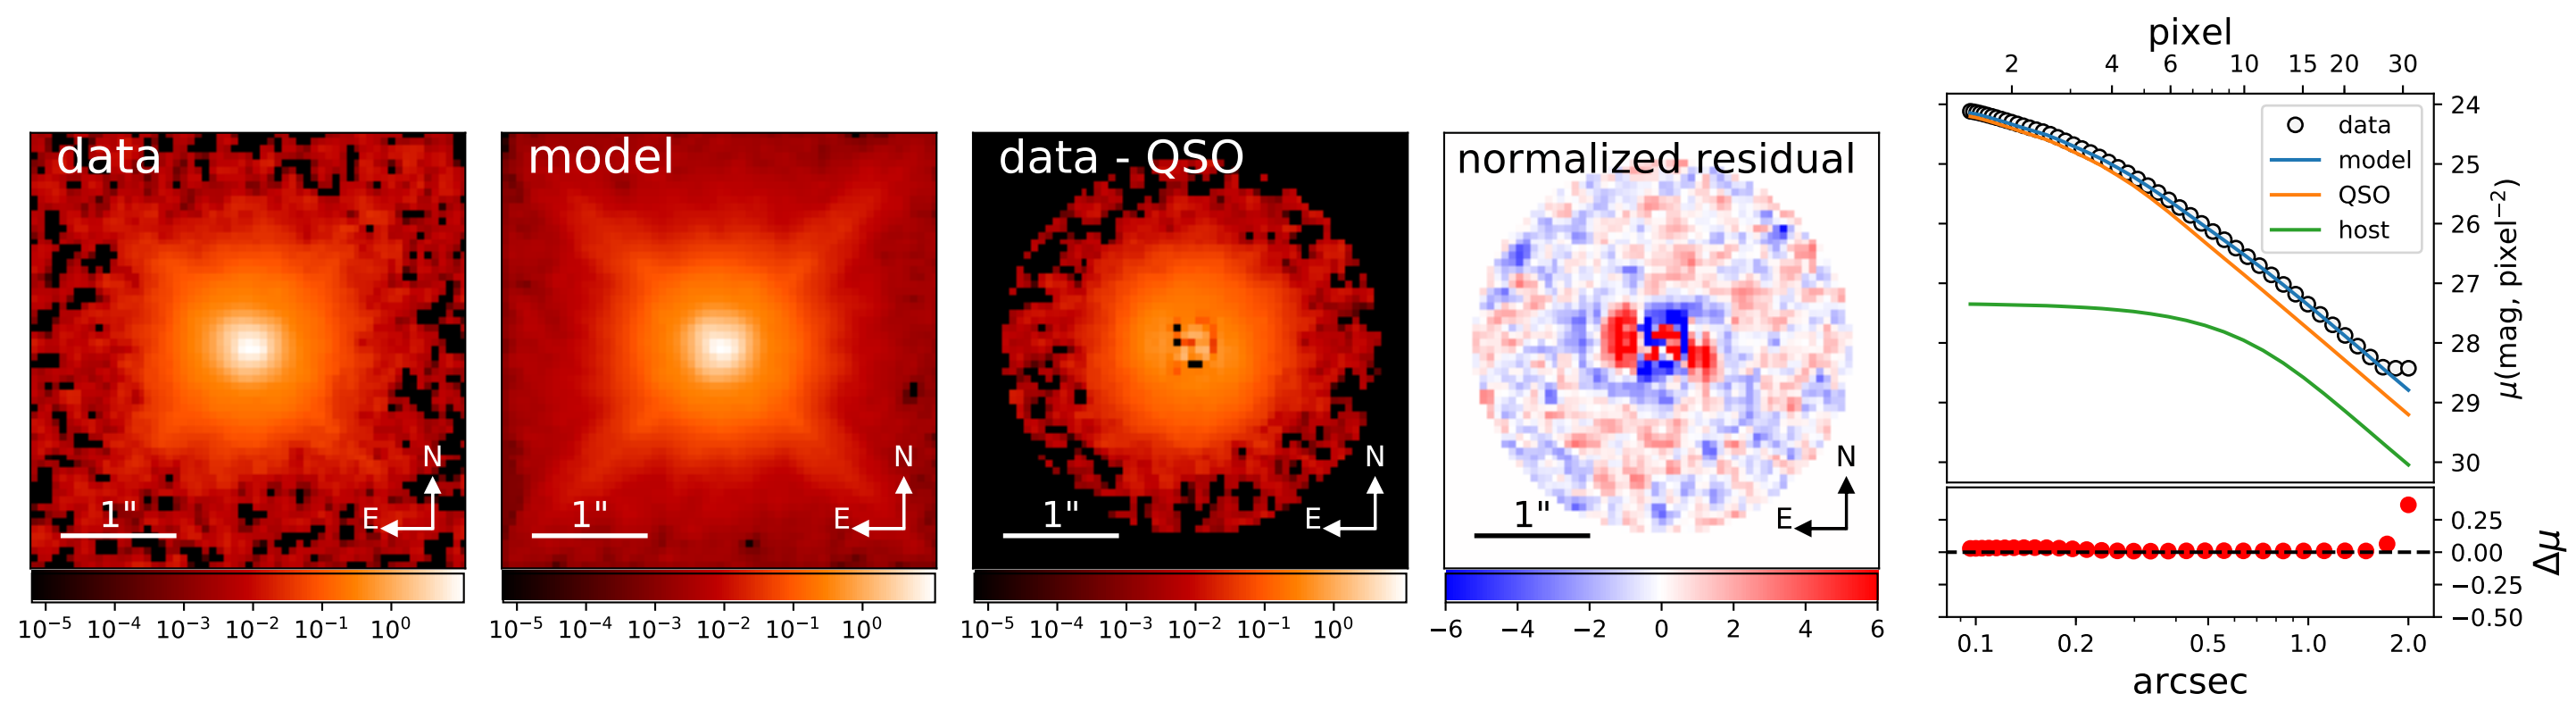 data
N
E
1"
10⁻⁵ 10⁻⁴ 10⁻³ 10⁻² 10⁻¹ 10⁰
model
N
E
1"
10⁻⁵ 10⁻⁴ 10⁻³ 10⁻² 10⁻¹ 10⁰
data - QSO
N
E
1"
10⁻⁵ 10⁻⁴ 10⁻³ 10⁻² 10⁻¹ 10⁰
normalized residual
N
E
1"
−6 −4 −2 0 2 4 6
pixel
2 4 6 10 15 20 30
data
model
QSO
host
24
25
26
27
28
29
30
μ(mag, pixel⁻²)
0.25
0.00
−0.25
−0.50
Δμ
0.1 0.2 0.5 1.0 2.0
arcsec